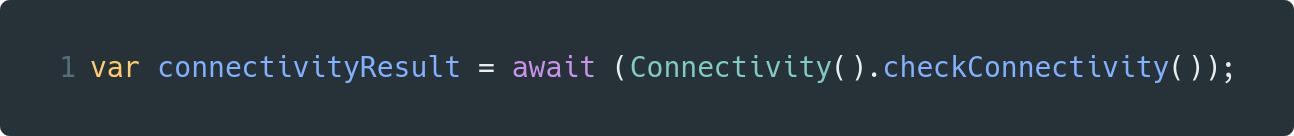 1 var connectivityResult = await (Connectivity().checkConnectivity());